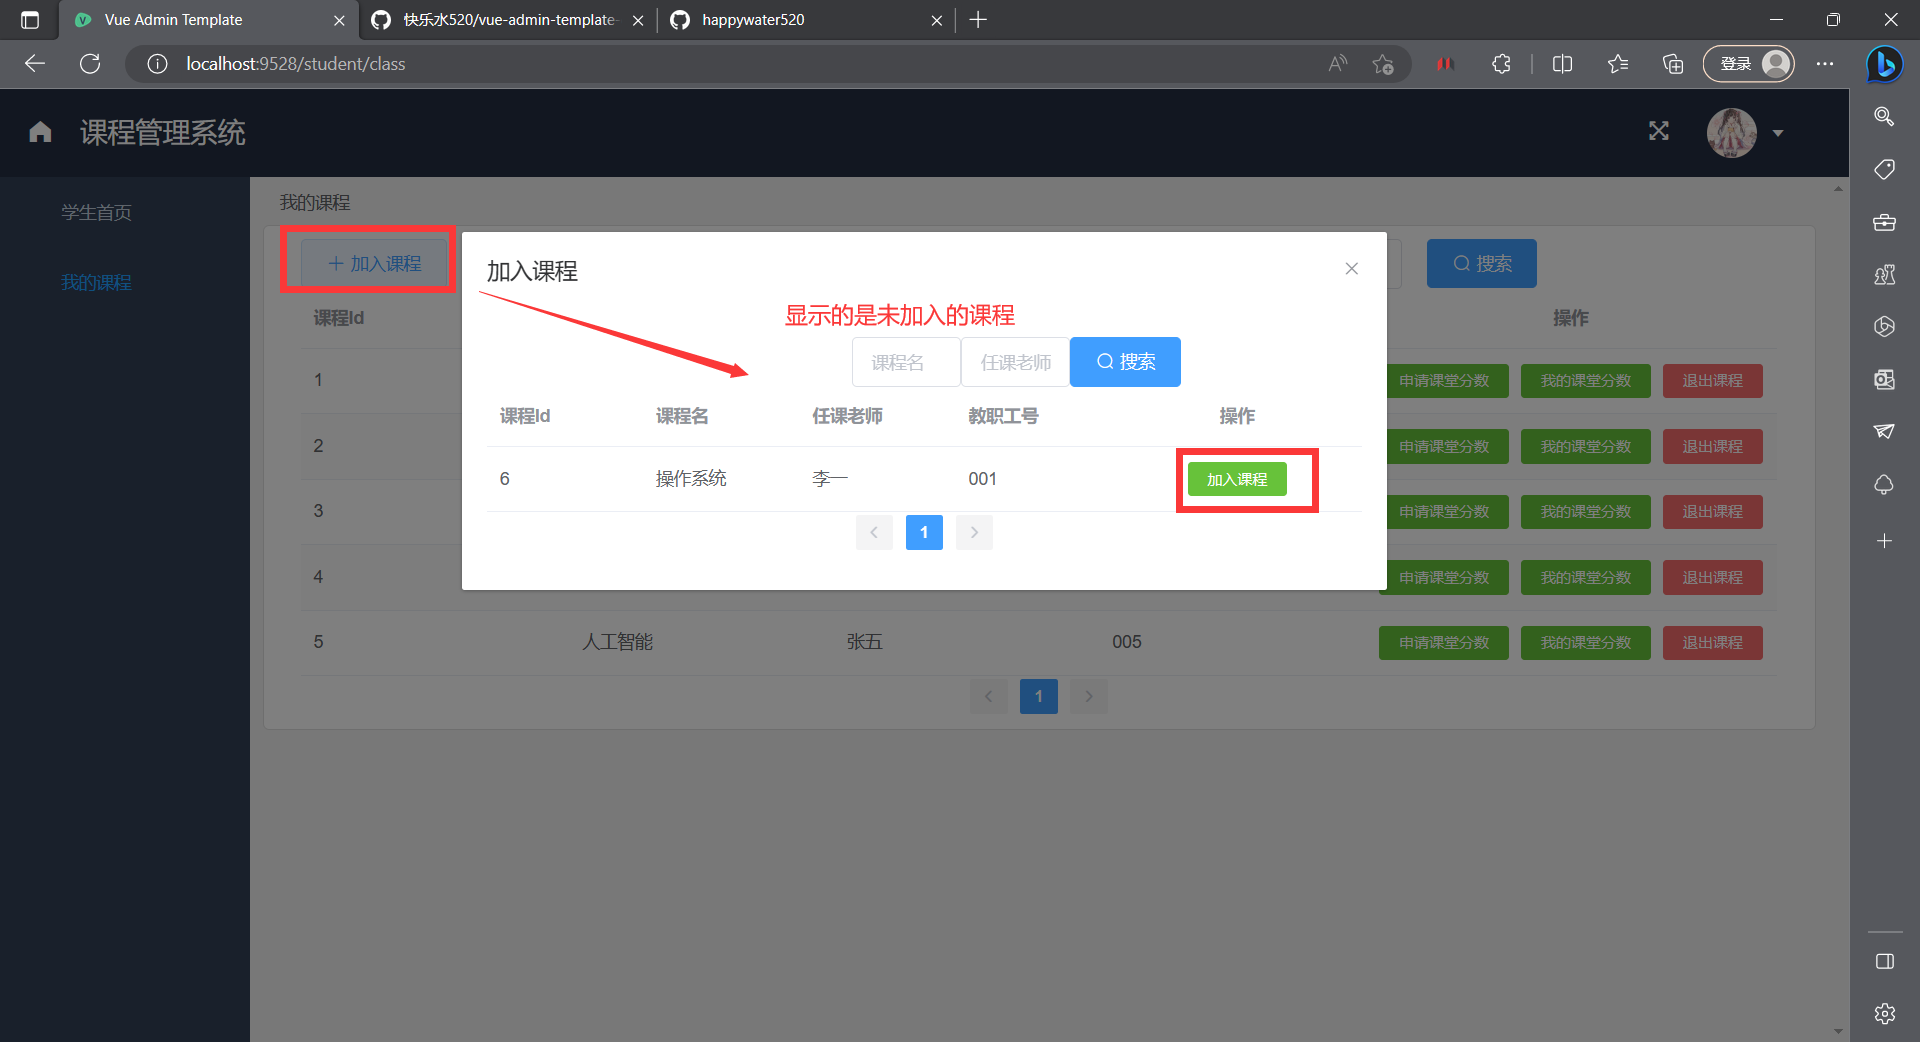 Vue Admin Template
快乐水520/vue-admin-template-
happywater520
localhost:9528/student/class
登录
课程管理系统
学生首页
我的课程
我的课程
加入课程
搜索
课程Id
操作
1
申请课堂分数 我的课堂分数 退出课程
2
申请课堂分数 我的课堂分数 退出课程
3
申请课堂分数 我的课堂分数 退出课程
4
申请课堂分数 我的课堂分数 退出课程
5 人工智能 张五 005
申请课堂分数 我的课堂分数 退出课程
1
加入课程
显示的是未加入的课程
课程名 任课老师 搜索
课程Id 课程名 任课老师 教职工号 操作
6 操作系统 李一 001 加入课程
1